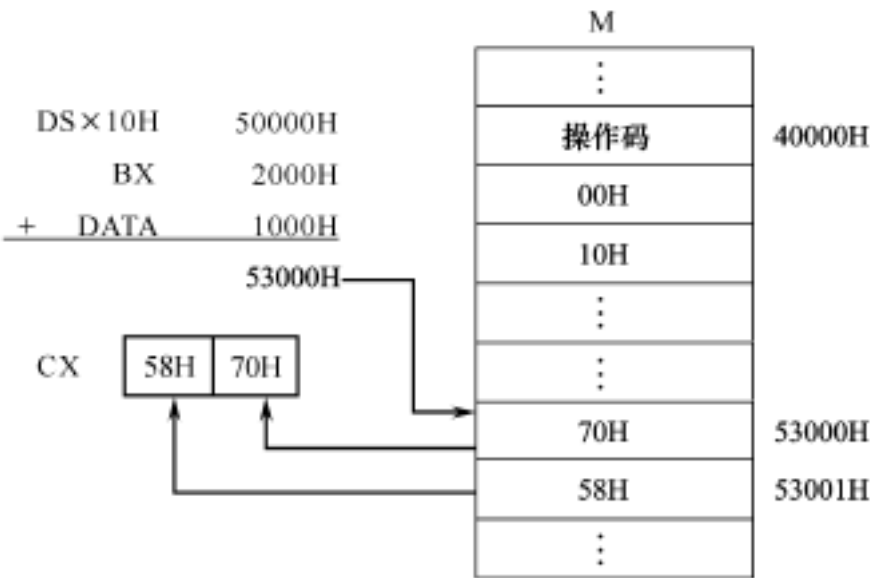 M
⋮
DS×10H 50000H
操作码 40000H
BX 2000H
00H
+ DATA 1000H
10H
53000H
⋮
CX 58H 70H
⋮
70H 53000H
58H 53001H
⋮